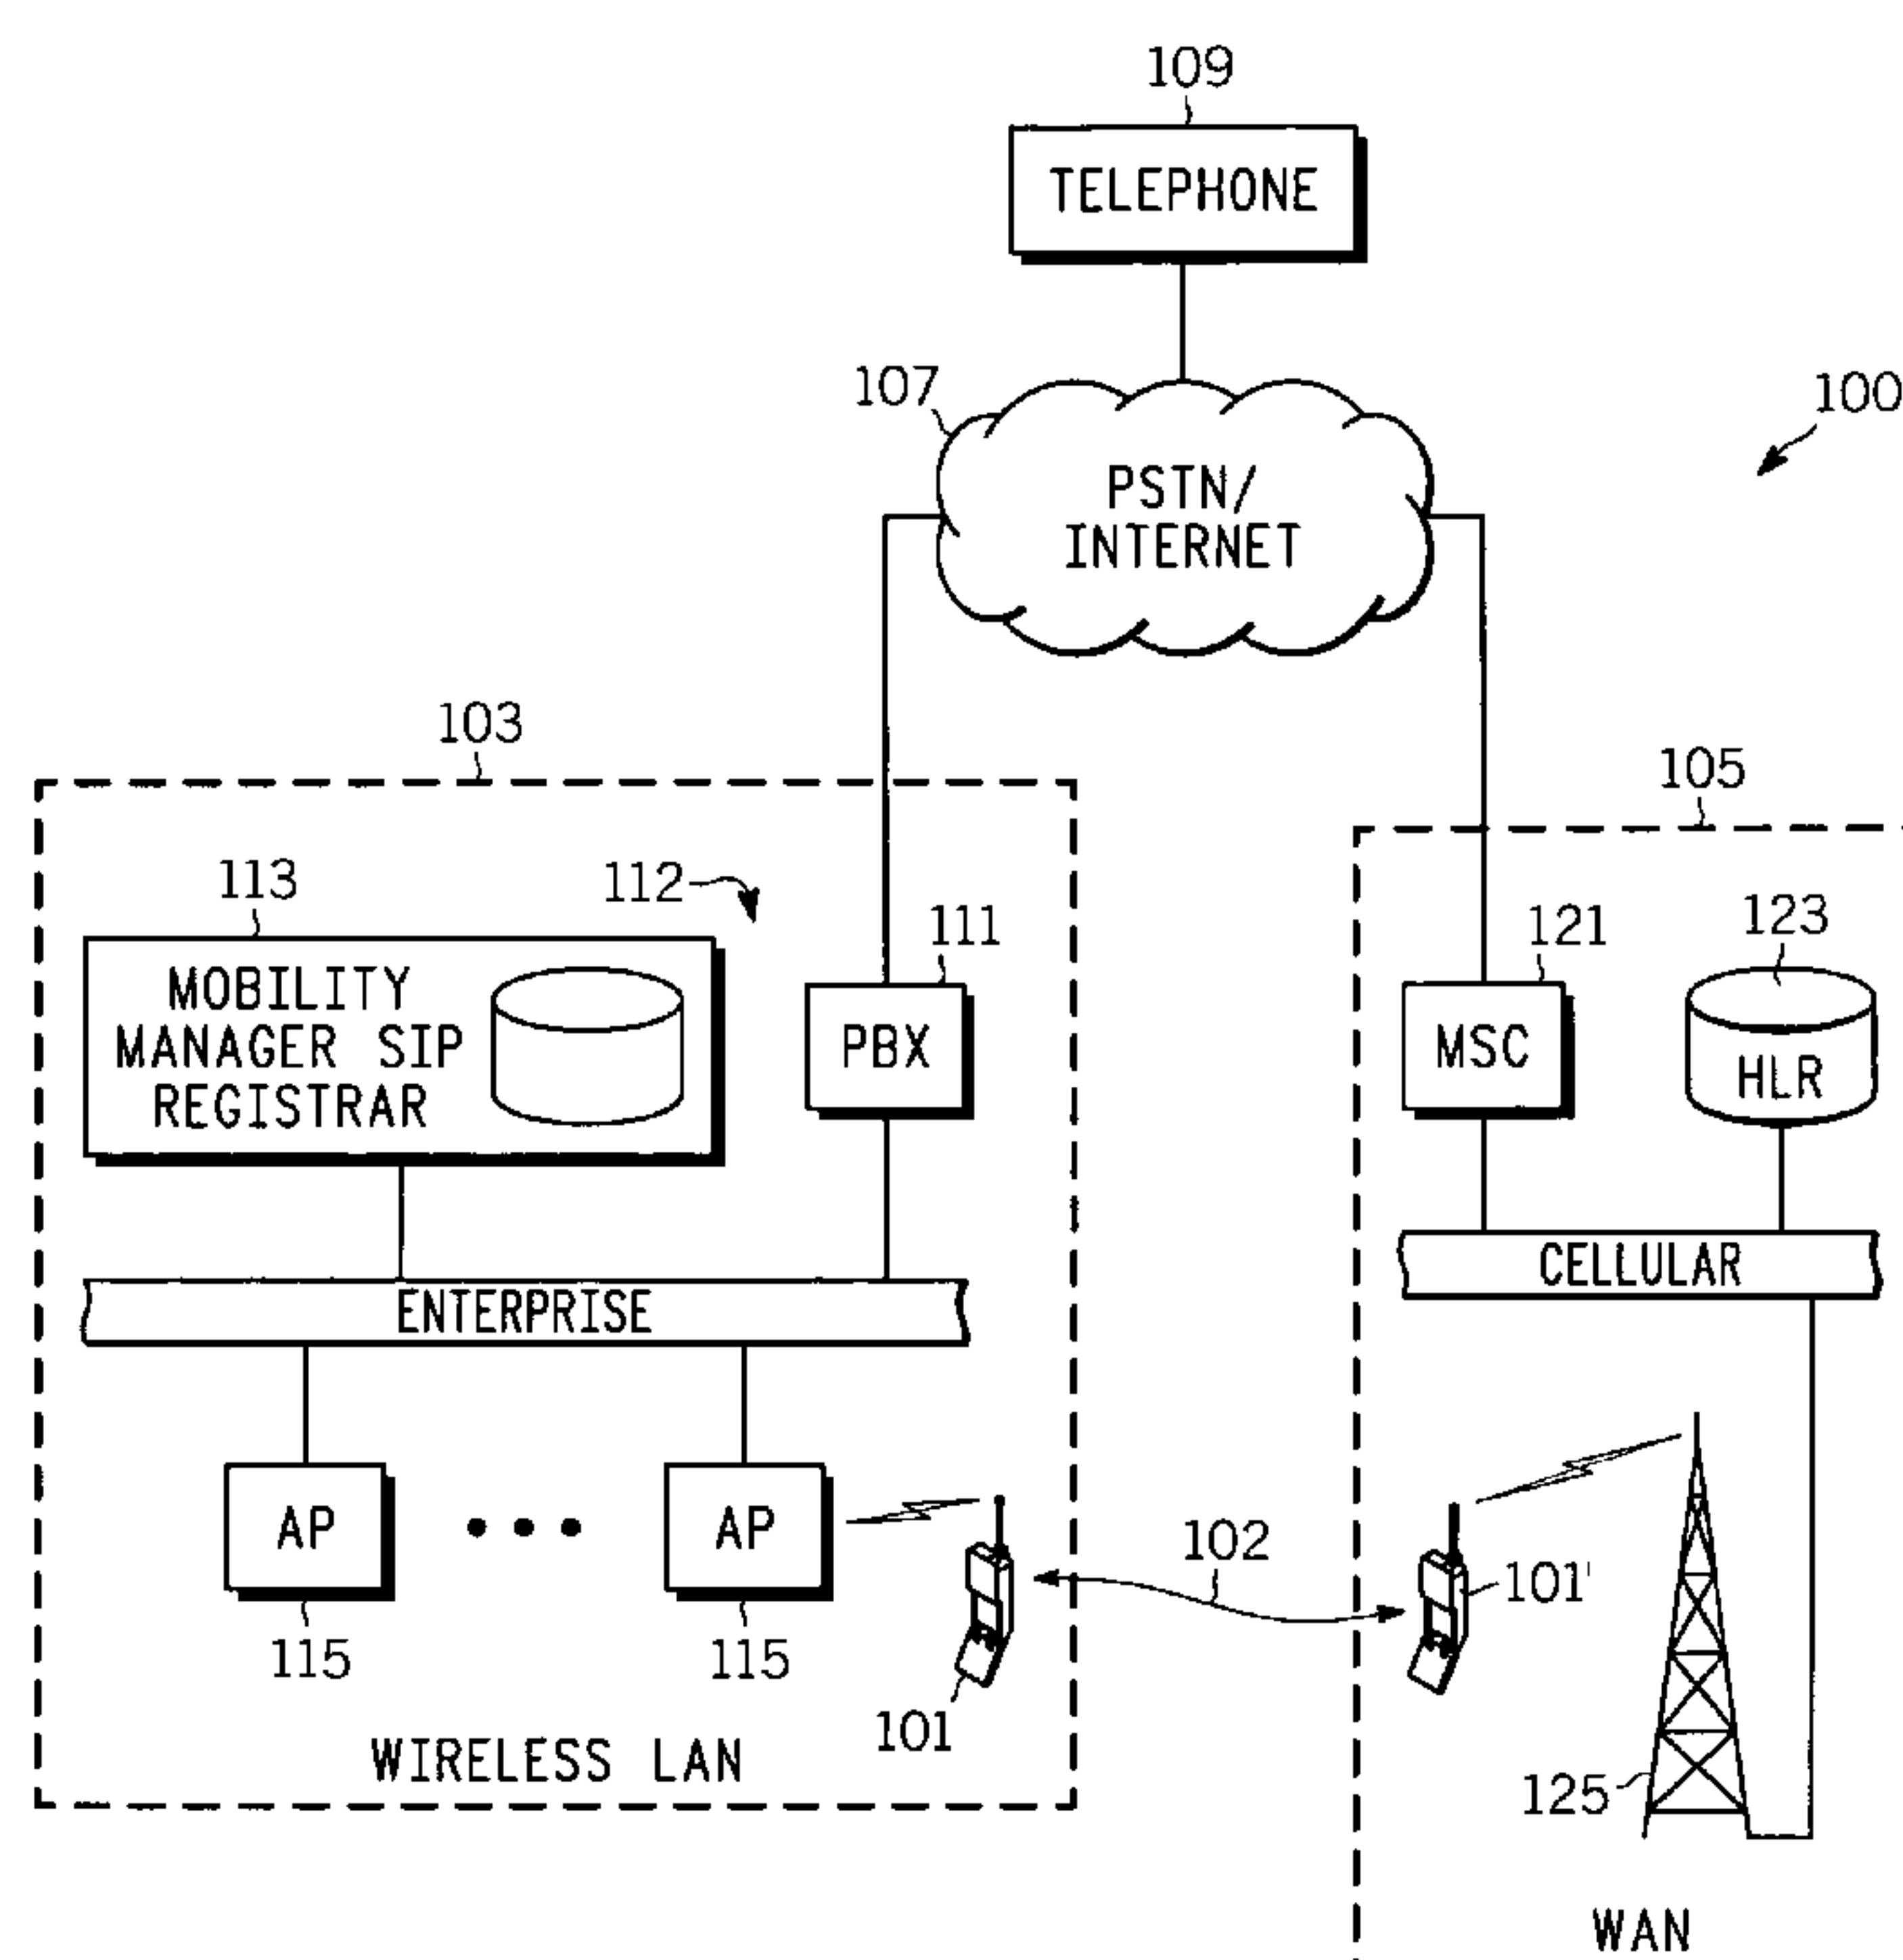 109
TELEPHONE
107
100
PSTN/
INTERNET
103
105
113
112
111
121
123
MOBILITY
MANAGER SIP
REGISTRAR
PBX
MSC
HLR
CELLULAR
ENTERPRISE
AP
AP
102
101'
115
115
101
WIRELESS LAN
125
WAN